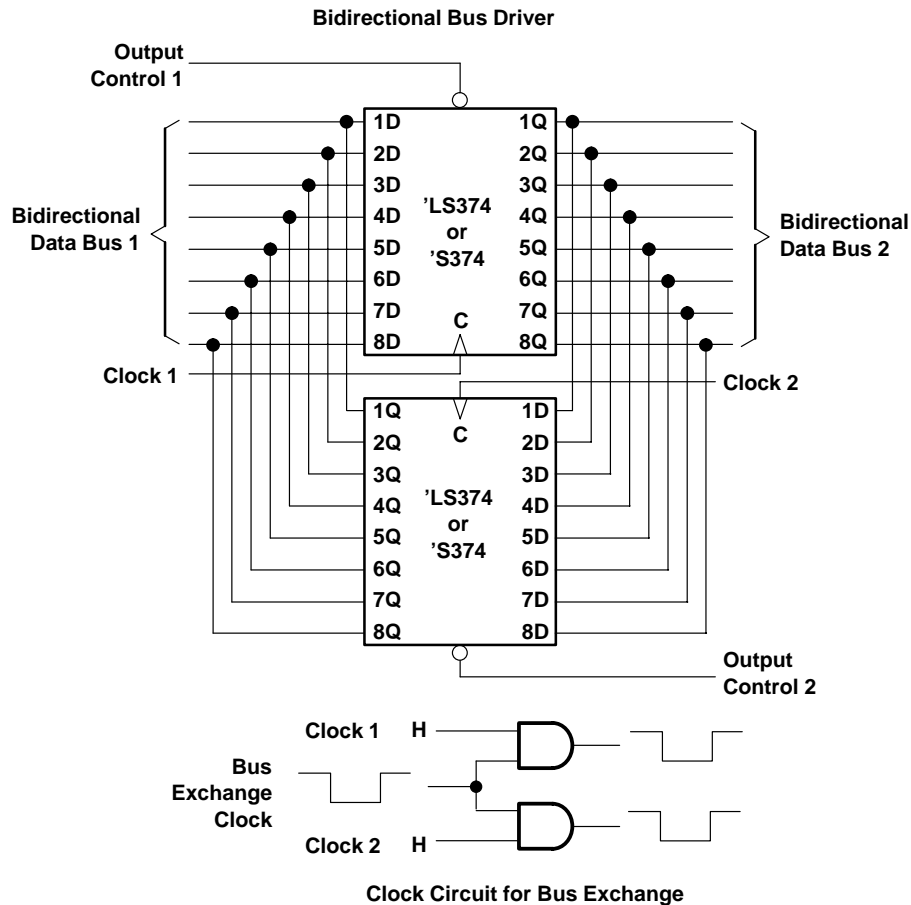 Bidirectional Bus Driver
Output
Control 1
1D 1Q
2D 2Q
3D 3Q
4D 4Q
5D 5Q
6D 6Q
7D 7Q
8D 8Q
’LS374
or
’S374
C
Bidirectional
Data Bus 1
Bidirectional
Data Bus 2
Clock 1
Clock 2
1Q 1D
2Q 2D
3Q 3D
4Q 4D
5Q 5D
6Q 6D
7Q 7D
8Q 8D
C
’LS374
or
’S374
Output
Control 2
Clock 1 H
Bus
Exchange
Clock
Clock 2 H
Clock Circuit for Bus Exchange